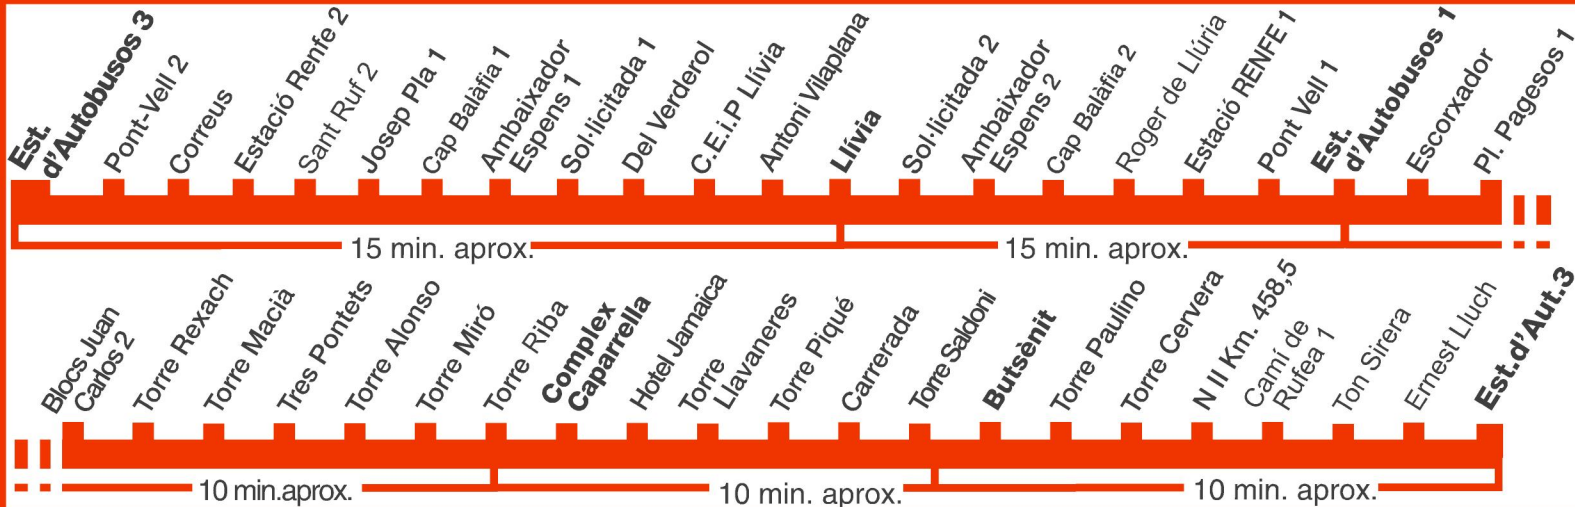 Est.
d'Autobusos 3
Pont-Vell 2
Correus
Estació Renfe 2
Sant Ruf 2
Josep Pla 1
Cap Balàfia 1
Ambaixador
Espens 1
Sol·licitada 1
Del Verderol
C.E.i.P Llívia
Antoni Vilaplana
Llívia
Sol·licitada 2
Ambaixador
Espens 2
Cap Balàfia 2
Roger de Llúria
Estació RENFE 1
Pont Vell 1
Est.
d'Autobusos 1
Escorxador
Pl. Pagesos 1
15 min. aprox.
15 min. aprox.
Blocs Juan
Carlos 2
Torre Rexach
Torre Macià
Tres Pontets
Torre Alonso
Torre Miró
Torre Riba
Complex
Caparrella
Hotel Jamaica
Torre
Llavaneres
Torre Piqué
Carrerada
Torre Saldoni
Butsènit
Torre Paulino
Torre Cervera
N II Km. 458,5
Camí de
Rufea 1
Ton Sirera
Ernest Lluch
Est.d'Aut.3
10 min.aprox.
10 min. aprox.
10 min. aprox.